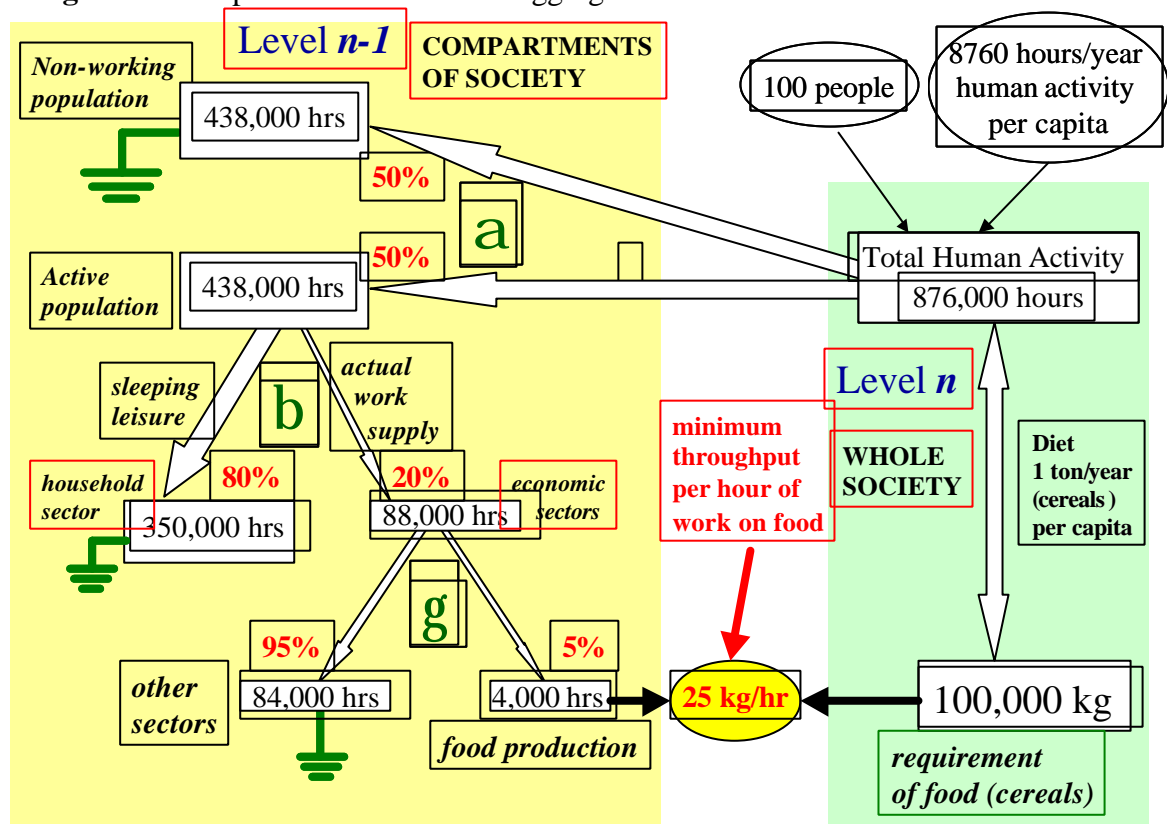 Level n-1
COMPARTMENTS
OF SOCIETY
Non-working
population
438,000 hrs
50%
a
100 people
8760 hours/year
human activity
per capita
Total Human Activity
876,000 hours
50%
Active
population
438,000 hrs
sleeping
leisure
b
actual
work
supply
household
sector
80%
350,000 hrs
20%
88,000 hrs
economic
sectors
Level n
WHOLE
SOCIETY
minimum
throughput
per hour of
work on food
Diet
1 ton/year
(cereals )
per capita
g
95%
84,000 hrs
other
sectors
5%
4,000 hrs
food production
25 kg/hr
100,000 kg
requirement
of food (cereals)